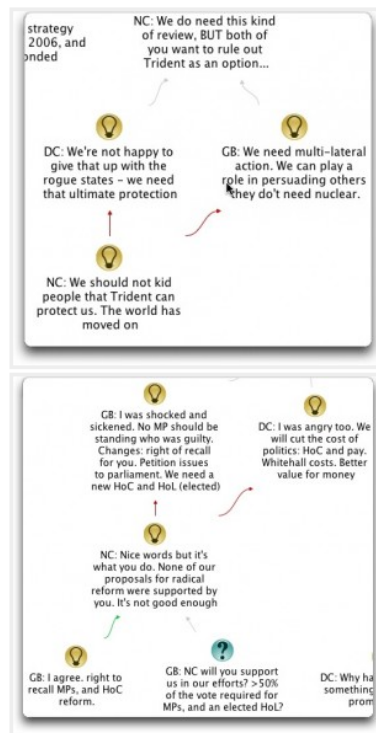 strategy
2006, and
onded
NC: We do need this kind
of review, BUT both of
you want to rule out
Trident as an option...
DC: We're not happy to
give that up with the
rogue states - we need
that ultimate protection
GB: We need multi-lateral
action. We can play a
role in persuading others
they do't need nuclear.
NC: We should not kid
people that Trident can
protect us. The world has
moved on
GB: I was shocked and
sickened. No MP should be
standing who was guilty.
Changes: right of recall
for you. Petition issues
to parliament. We need a
new HoC and HoL (elected)
DC: I was angry too. We
will cut the cost of
politics: HoC and pay.
Whitehall costs. Better
value for money
NC: Nice words but it's
what you do. None of our
proposals for radical
reform were supported by
you. It's not good enough
GB: I agree. right to
recall MPs, and HoC
reform.
?
GB: NC will you support
us in our efforts? >50%
of the vote required for
MPs, and an elected HoL?
DC: Why ha
something
prom